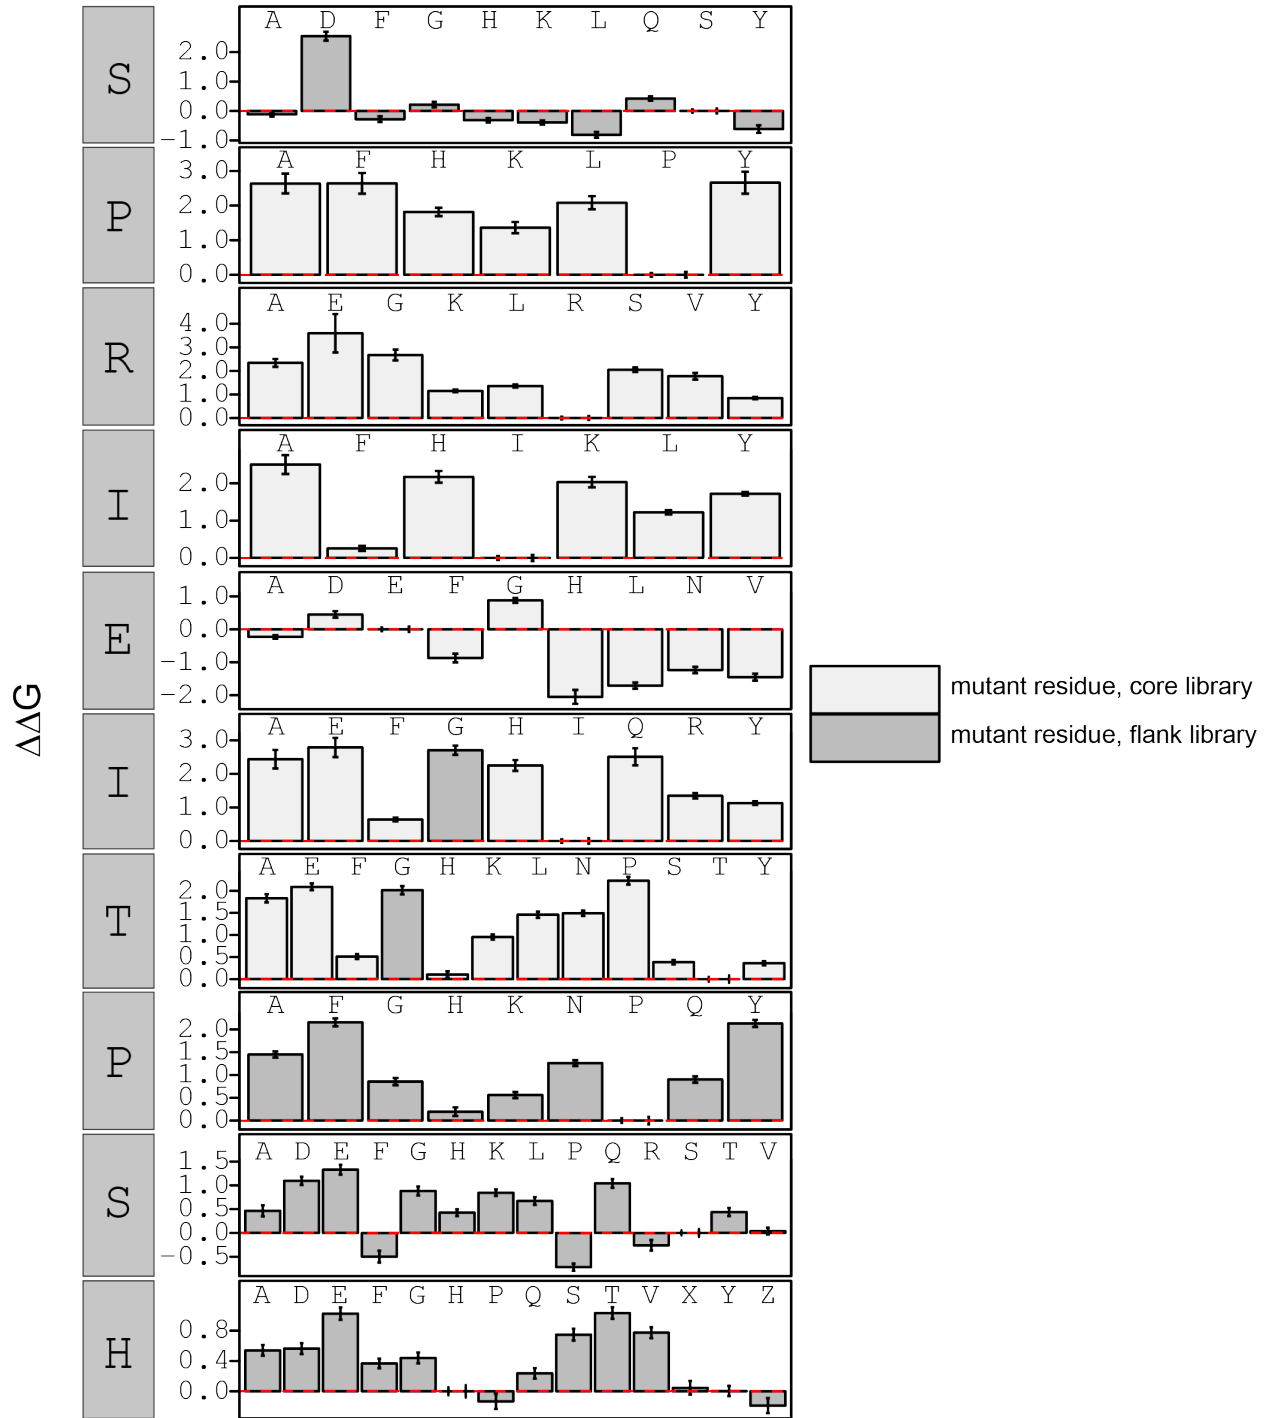 ΔΔG
S
A D F G H K L Q S Y
2.0
1.0
0.0
−1.0
P
A F H K L P Y
3.0
2.0
1.0
0.0
R
A E G K L R S V Y
4.0
3.0
2.0
1.0
0.0
I
A F H I K L Y
2.0
1.0
0.0
E
A D E F G H L N V
1.0
0.0
−1.0
−2.0
I
A E F G H I Q R Y
3.0
2.0
1.0
0.0
T
A E F G H K L N P S T Y
2.0
1.5
1.0
0.5
0.0
P
A F G H K N P Q Y
2.0
1.5
1.0
0.5
0.0
S
A D E F G H K L P Q R S T V
1.5
1.0
0.5
0.0
−0.5
H
A D E F G H P Q S T V X Y Z
0.8
0.4
0.0
mutant residue, core library
mutant residue, flank library